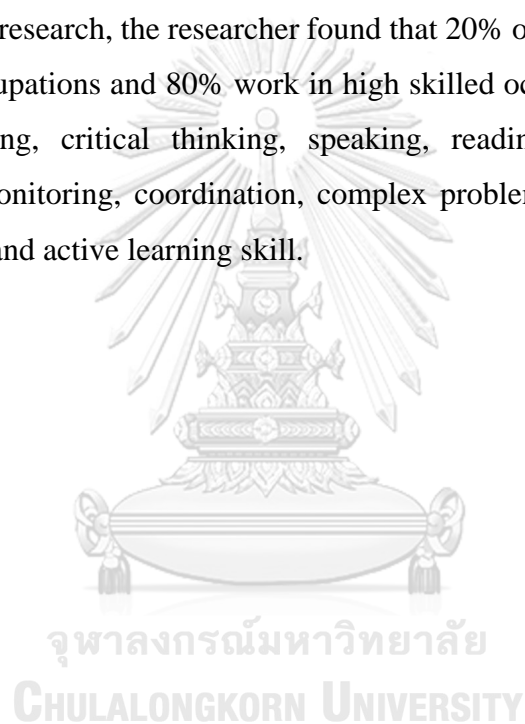 research, the researcher found that 20% o
upations and 80% work in high skilled oc
ng, critical thinking, speaking, readin
onitoring, coordination, complex problem
and active learning skill.
จุฬาลงกรณ์มหาวิทยาลัย
CHULALONGKORN UNIVERSITY